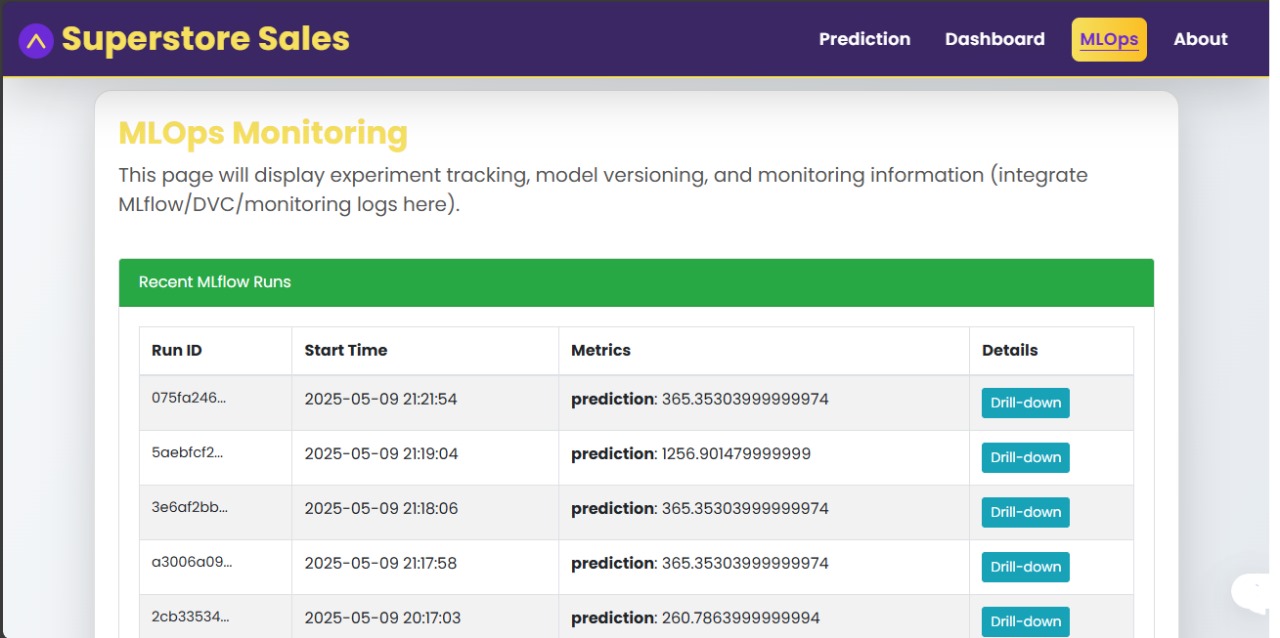 Superstore Sales
Prediction Dashboard MLOps About
MLOps Monitoring
This page will display experiment tracking, model versioning, and monitoring information (integrate
MLflow/DVC/monitoring logs here).
Recent MLflow Runs
Run ID Start Time Metrics Details
075fa246... 2025-05-09 21:21:54 prediction: 365.35303999999974 Drill-down
5aebfcf2... 2025-05-09 21:19:04 prediction: 1256.901479999999 Drill-down
3e6af2bb... 2025-05-09 21:18:06 prediction: 365.35303999999974 Drill-down
a3006a09... 2025-05-09 21:17:58 prediction: 365.35303999999974 Drill-down
2cb33534... 2025-05-09 20:17:03 prediction: 260.7863999999994 Drill-down